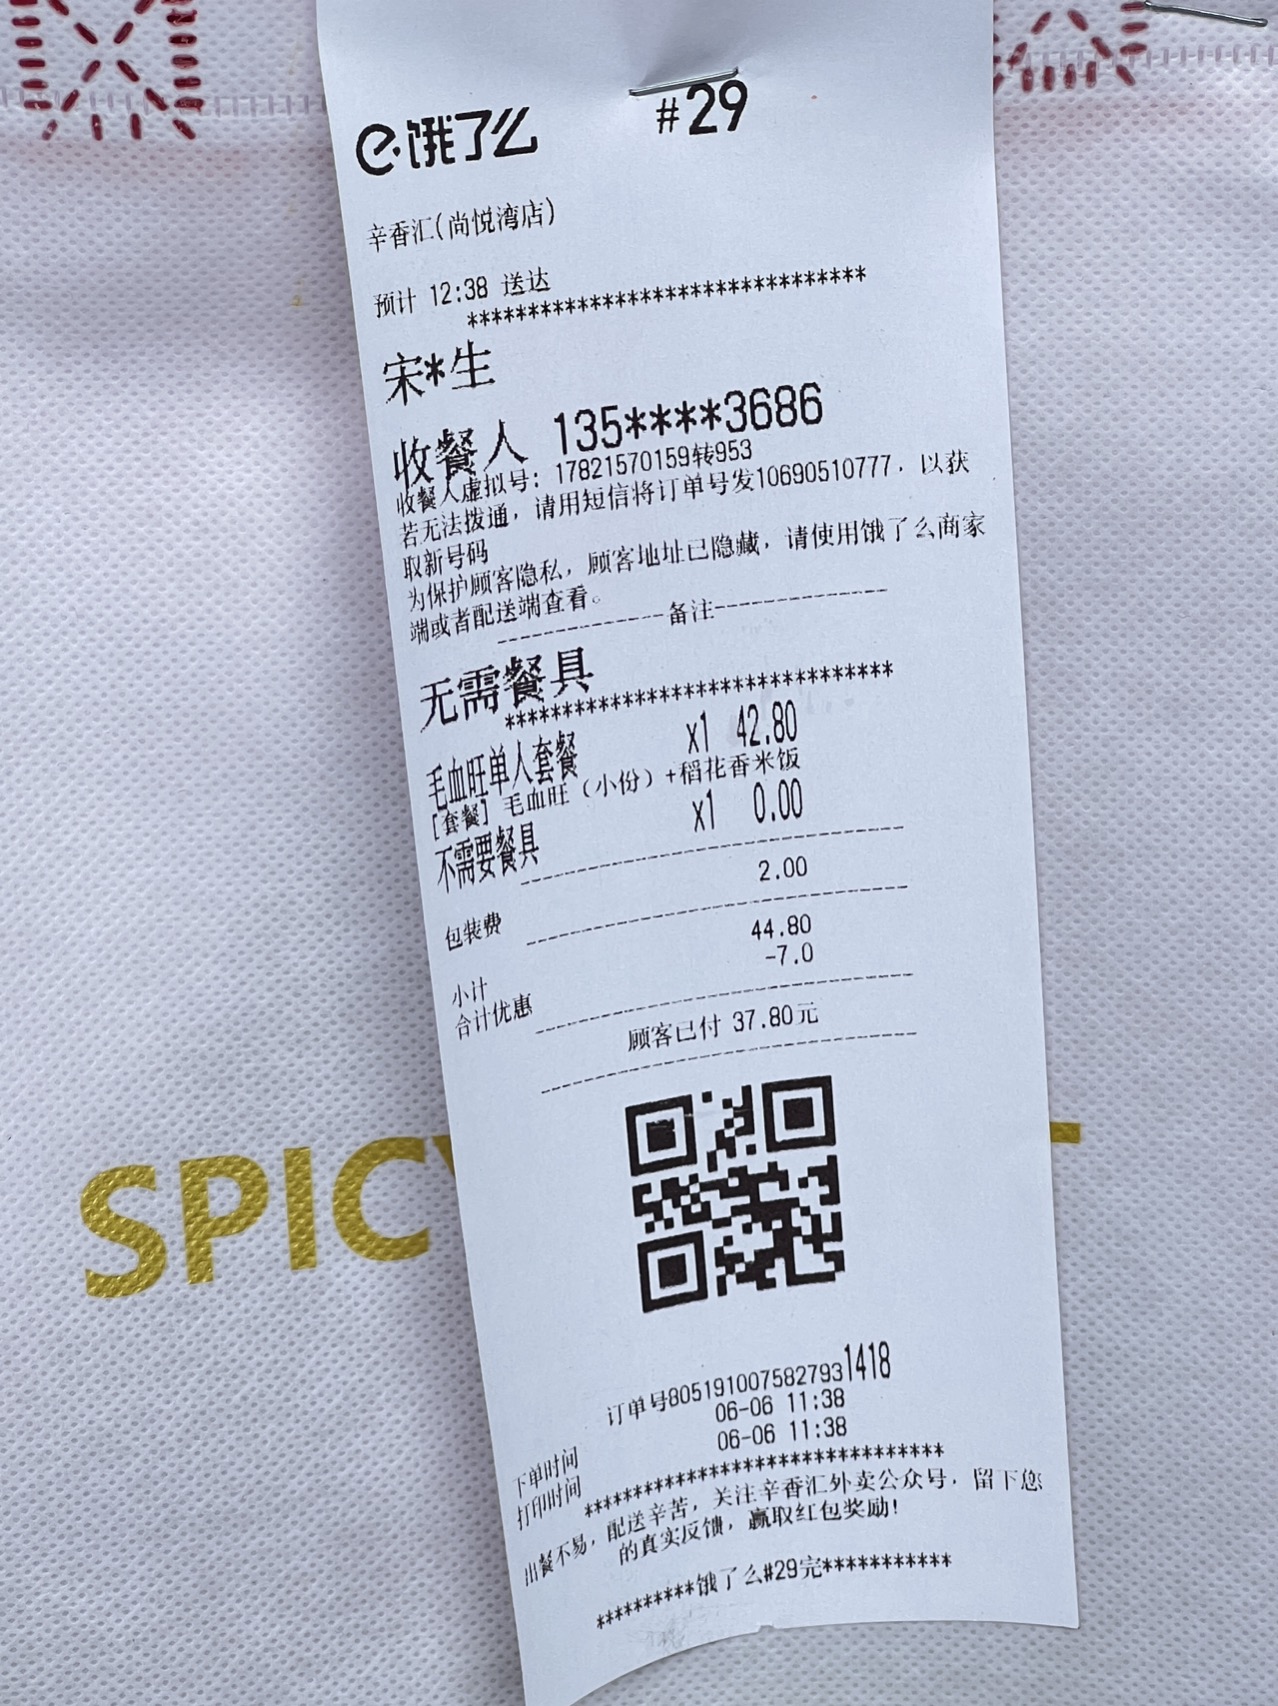 饿了么 #29
辛香汇(尚悦湾店)
预计 12:38 送达
********************************
宋*生
收餐人 135****3686
收餐人虚拟号: 17821570159转953
若无法拨通，请用短信将订单号发10690510777，以获
取新号码
为保护顾客隐私，顾客地址已隐藏，请使用饿了么商家
端或者配送端查看。
--------------备注--------------
无需餐具
********************************
毛血旺单人套餐 x1 42.80
[套餐] 毛血旺（小份）+稻花香米饭
不需要餐具 x1 0.00
包装费 2.00
小计 44.80
合计优惠 -7.0
顾客已付 37.80元
订单号8051910075827931418
下单时间 06-06 11:38
打印时间 06-06 11:38
********************************
出餐不易，配送辛苦，关注辛香汇外卖公众号，留下您
的真实反馈，赢取红包奖励!
**********饿了么#29完***********
SPICY